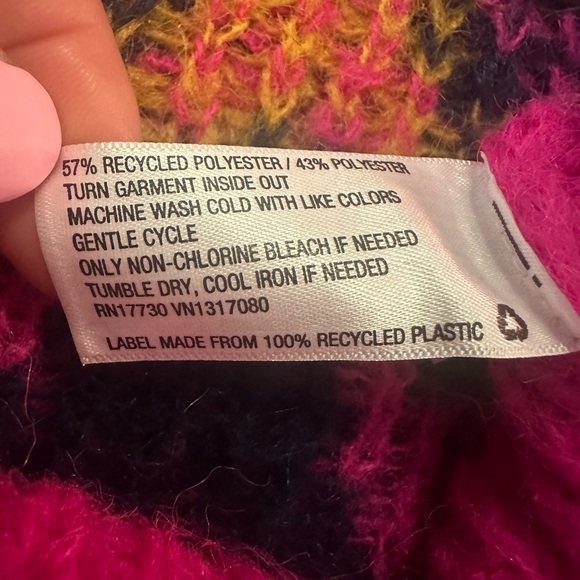 57% RECYCLED POLYESTER / 43% POLYESTER
TURN GARMENT INSIDE OUT
MACHINE WASH COLD WITH LIKE COLORS
GENTLE CYCLE
ONLY NON-CHLORINE BLEACH IF NEEDED
TUMBLE DRY, COOL IRON IF NEEDED
RN17730 VN1317080
LABEL MADE FROM 100% RECYCLED PLASTIC